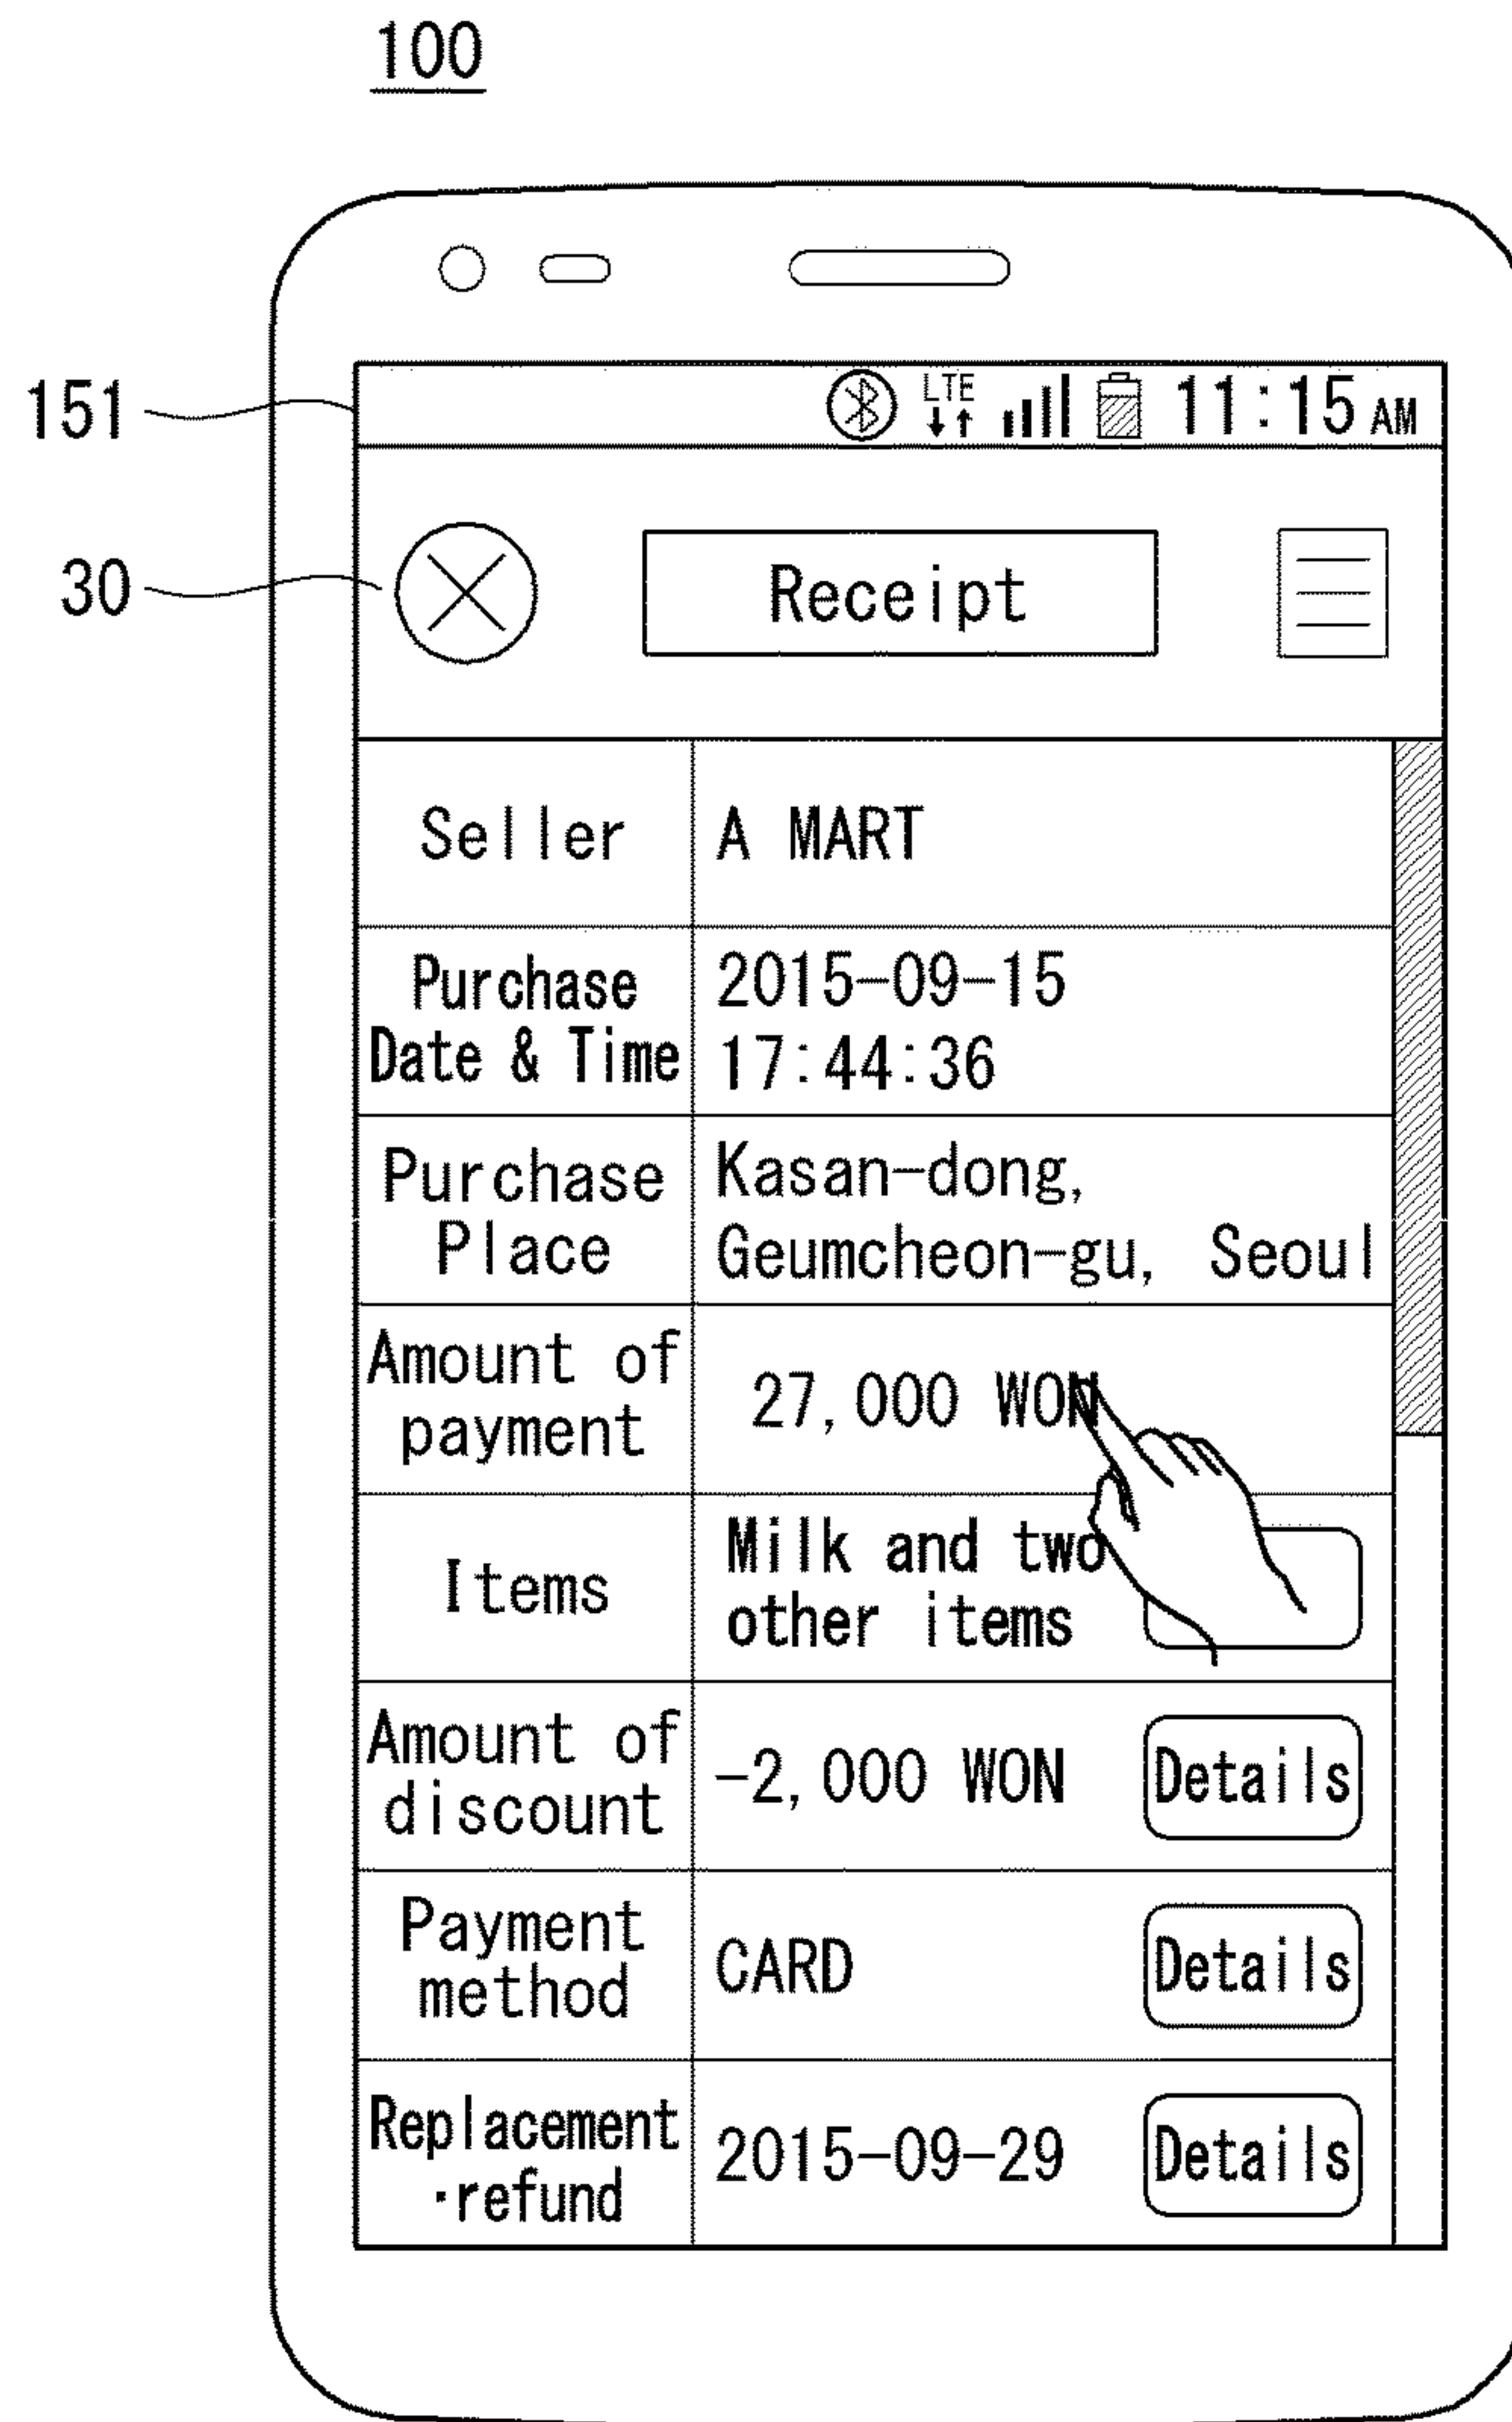 100
151
LTE 11:15 AM
30
Receipt
Seller A MART
Purchase Date & Time
2015-09-15
17:44:36
Purchase Place
Kasan-dong,
Geumcheon-gu, Seoul
Amount of payment
27,000 WON
Items
Milk and two
other items
Amount of discount
-2,000 WON Details
Payment method
CARD Details
Replacement
·refund
2015-09-29 Details